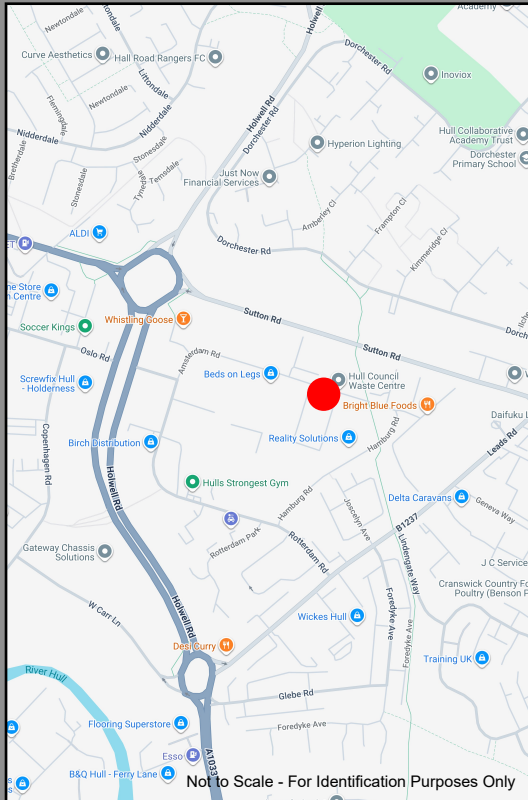 Academy
Holwell Rd
Newtondale
Curve Aesthetics
Hall Road Rangers FC
Dorchester Rd
Inoviox
Littondale
Newtondale
Flemingdale
Nidderdale
Holwell Rd
Dorchester Rd
Nidderdale
Hull Collaborative
Academy Trust
Stonesdale
Hyperion Lighting
Dorchester
Primary School
Bretherdale
Temsdale
Tynedale
Stonesdale
Just Now
Financial Services
Amberley Cl
Frampton Cl
ALDI
Kimmeridge Cl
Dorchester Rd
Whistling Goose
Sutton Rd
Soccer Kings
Sutton Rd
Oslo Rd
Amsterdam Rd
Beds on Legs
Hull Council
Waste Centre
Screwfix Hull
- Holderness
Bright Blue Foods
Daifuku
Copenhagen Rd
Birch Distribution
Reality Solutions
Hamburg Rd
Leads Rd
Holwell Rd
Hulls Strongest Gym
Hamburg Rd
Delta Caravans
Geneva Way
Joscelyn Ave
B1237
Rotterdam Park
Rotterdam Rd
Lindengate Way
Gateway Chassis
Solutions
J C Service
Cranswick Country Fo
Poultry (Benson P
W Carr Ln
Holwell Rd
Wickes Hull
Foredyke Ave
Foredyke Ave
Desi Curry
Training UK
River Hull
Glebe Rd
Flooring Superstore
Foredyke Ave
Esso
A1033
B&Q Hull - Ferry Lane
Not to Scale - For Identification Purposes Only